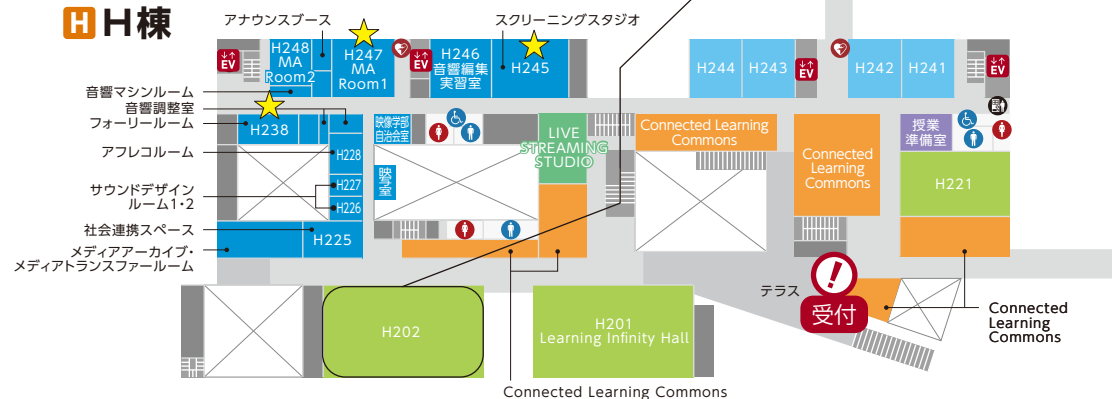 H H棟
アナウンスブース
スクリーニングスタジオ
EV
H248
MA
Room2
H247
MA
Room1
EV
H246
音響編集
実習室
H245
H244
H243
EV
H242
H241
EV
音響マシンルーム
音響調整室
フォーリールーム
H238
映像学部
自治会室
LIVE
STREAMING
STUDIO
Connected Learning
Commons
Connected
Learning
Commons
授業
準備室
アフレコルーム
H228
映写室
H221
サウンドデザイン
ルーム1・2
H227
H226
社会連携スペース
H225
メディアアーカイブ・
メディアトランスファールーム
テラス
!
受付
Connected
Learning
Commons
H202
H201
Learning Infinity Hall
Connected Learning Commons